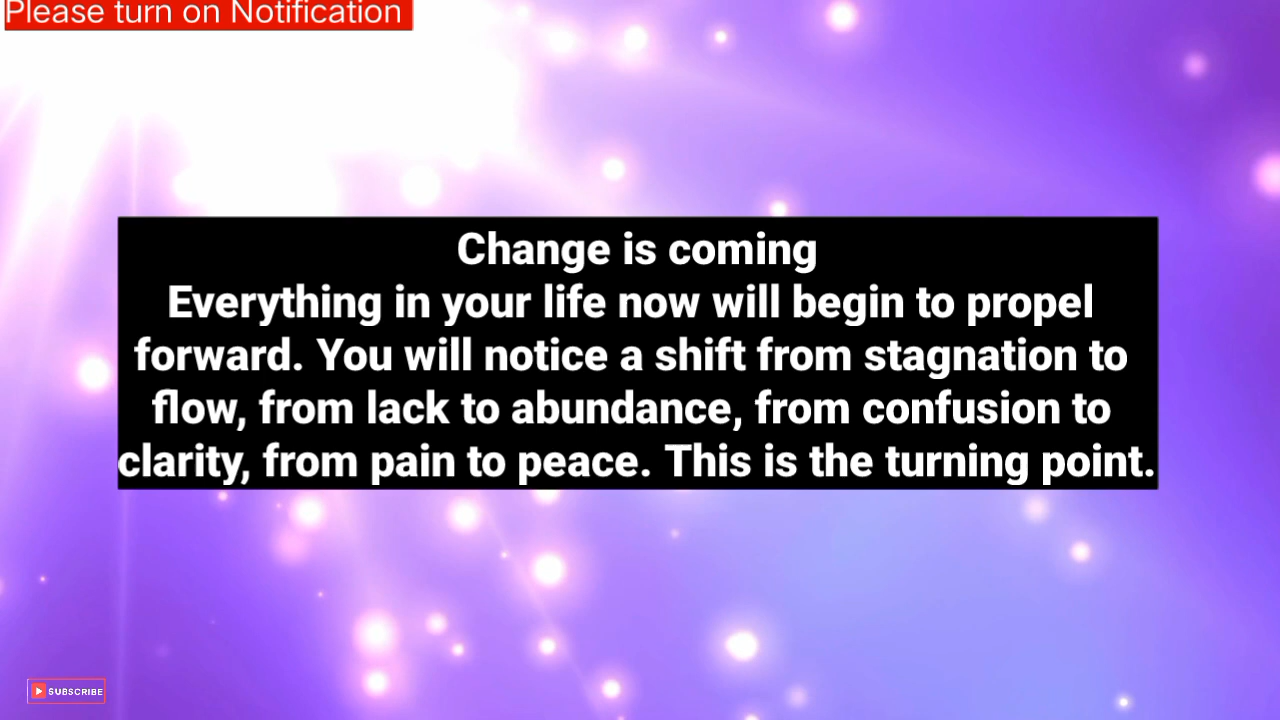 Please turn on Notification
Change is coming
Everything in your life now will begin to propel
forward. You will notice a shift from stagnation to
flow, from lack to abundance, from confusion to
clarity, from pain to peace. This is the turning point.
SUBSCRIBE